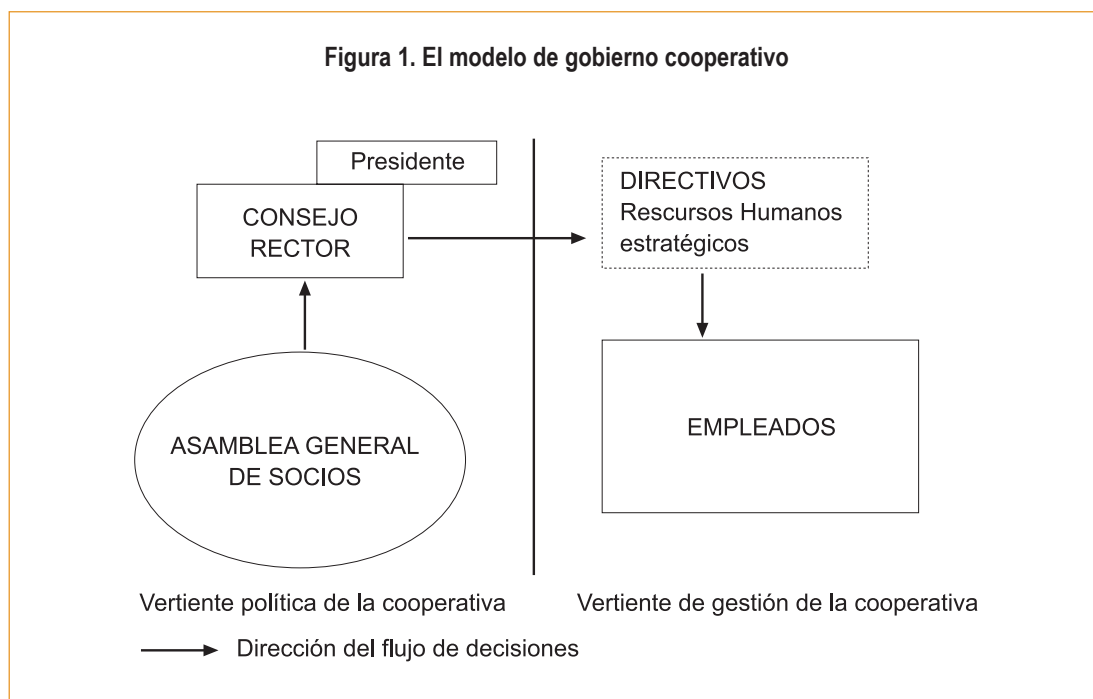 Figura 1. El modelo de gobierno cooperativo
Presidente
CONSEJO
RECTOR
DIRECTIVOS
Rescursos Humanos
estratégicos
ASAMBLEA GENERAL
DE SOCIOS
EMPLEADOS
Vertiente política de la cooperativa
Vertiente de gestión de la cooperativa
Dirección del flujo de decisiones